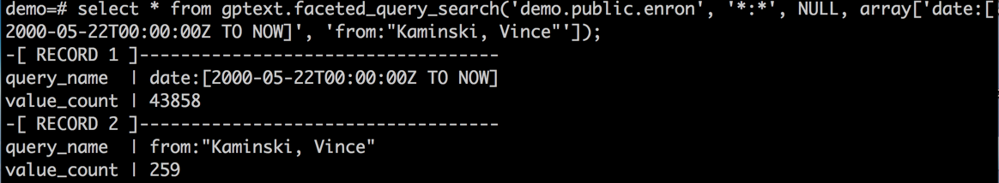 demo=# select * from gptext.faceted_query_search('demo.public.enron', '*:*', NULL, array['date:[
2000-05-22T00:00:00Z TO NOW]', 'from:"Kaminski, Vince"']);
-[ RECORD 1 ]-----------------------------------
query_name  | date:[2000-05-22T00:00:00Z TO NOW]
value_count | 43858
-[ RECORD 2 ]-----------------------------------
query_name  | from:"Kaminski, Vince"
value_count | 259